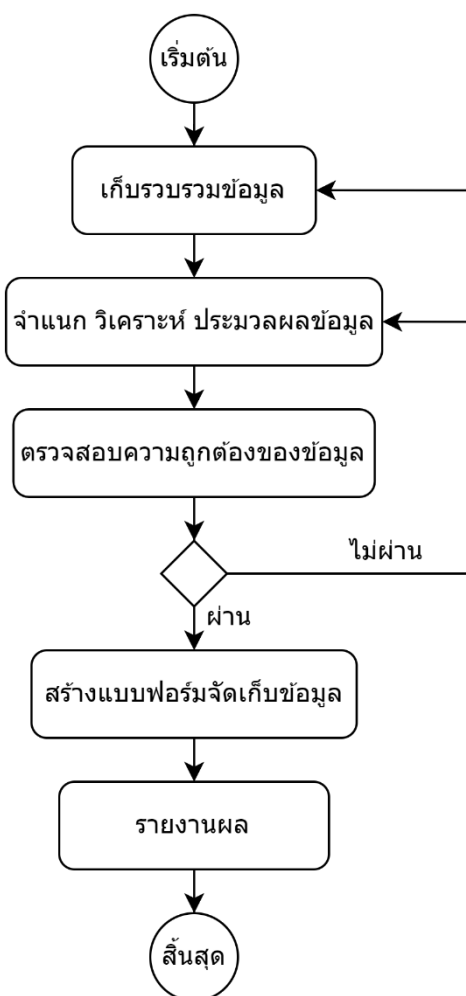 เริ่มต้น
เก็บรวบรวมข้อมูล
จำแนก วิเคราะห์ ประมวลผลข้อมูล
ตรวจสอบความถูกต้องของข้อมูล
ไม่ผ่าน
ผ่าน
สร้างแบบฟอร์มจัดเก็บข้อมูล
รายงานผล
สิ้นสุด